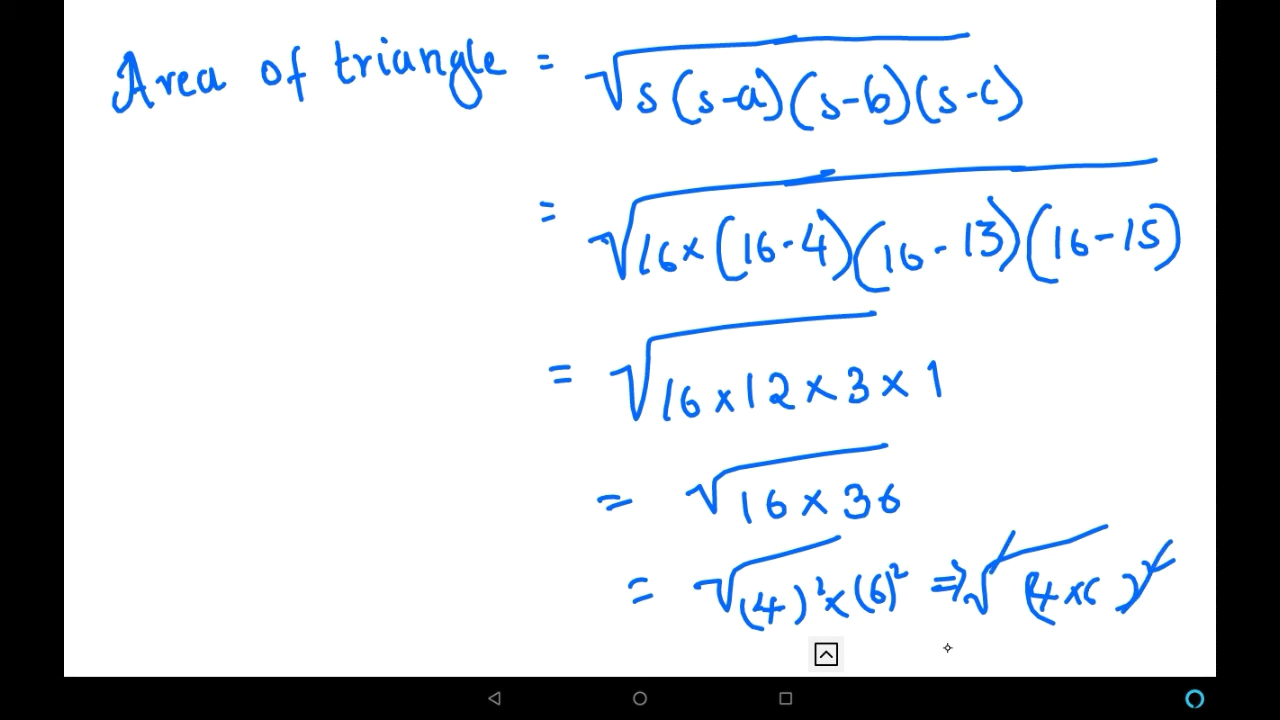 Area of triangle = √s(s-a)(s-b)(s-c)
= √16×(16-4)(16-13)(16-15)
= √16×12×3×1
= √16×36
= √(4)²×(6)² ⇒ √(4×6)²